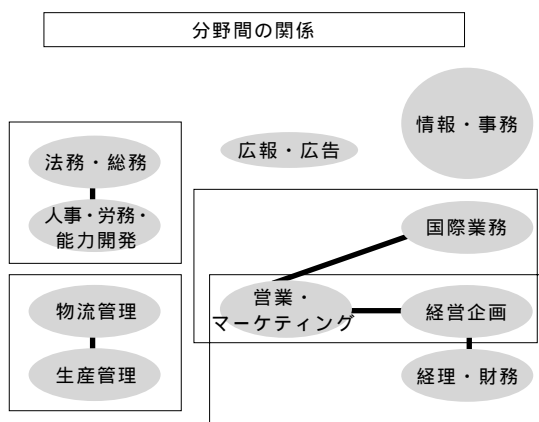 分野間の関係
情報・事務
広報・広告
法務・総務
人事・労務・
能力開発
国際業務
物流管理
営業・
マーケティング
経営企画
生産管理
経理・財務